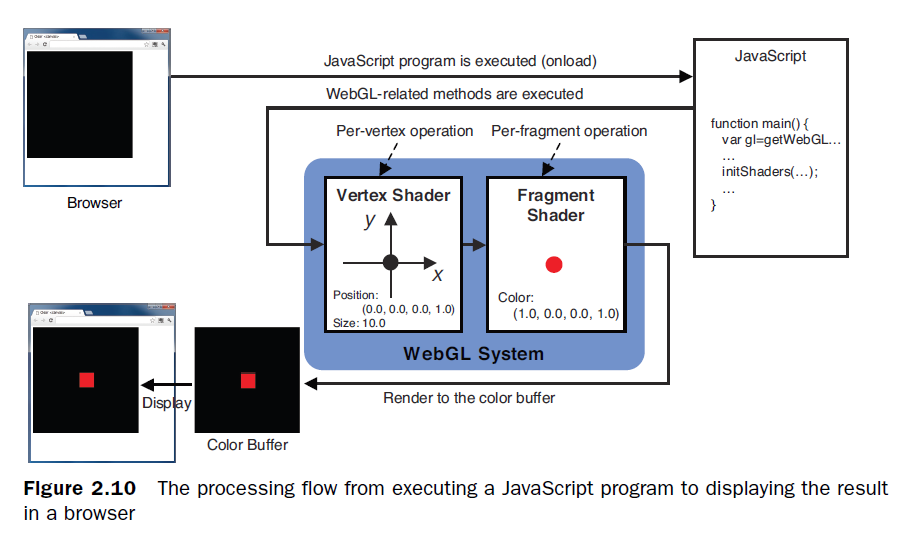 JavaScript program is executed (onload)
JavaScript
WebGL-related methods are executed
function main() {
var gl=getWebGL...
...
initShaders(...);
...
}
Per-vertex operation
Per-fragment operation
Browser
Vertex Shader
y
x
Position:
(0.0, 0.0, 0.0, 1.0)
Size: 10.0
Fragment
Shader
Color:
(1.0, 0.0, 0.0, 1.0)
WebGL System
Render to the color buffer
Display
Color Buffer
Figure 2.10 The processing flow from executing a JavaScript program to displaying the result
in a browser